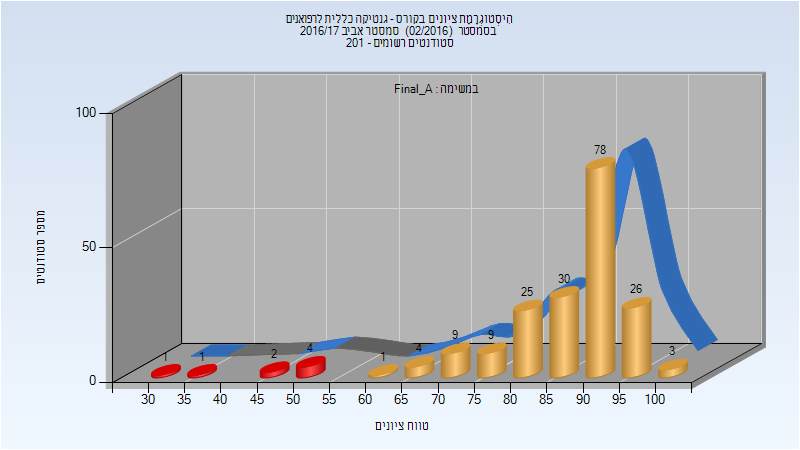 היסטוגרמת ציונים בקורס - גנטיקה כללית לרפואנים
בסמסטר (02/2016) סמסטר אביב 2016/17
סטודנטים רשומים - 201
במשימה : Final_A
100
50
0
מספר סטודנטים
1
1
2
4
1
4
9
9
25
30
78
26
3
30 35 40 45 50 55 60 65 70 75 80 85 90 95 100
טווח ציונים